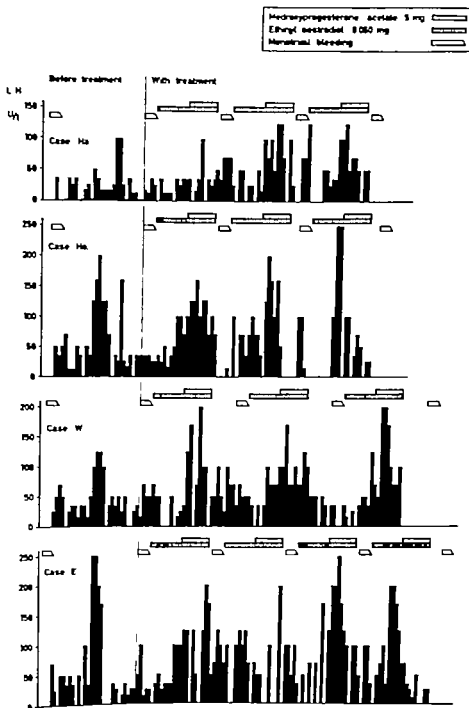 Medroxyprogesterone acetate 5 mg
Ethinyl oestradiol 0.050 mg
Menstrual bleeding
Before treatment
With treatment
L H
U/l
150
100
50
0
Case Ha
250
200
150
100
50
0
Case He.
200
150
100
50
0
Case W
250
200
150
100
50
0
Case E